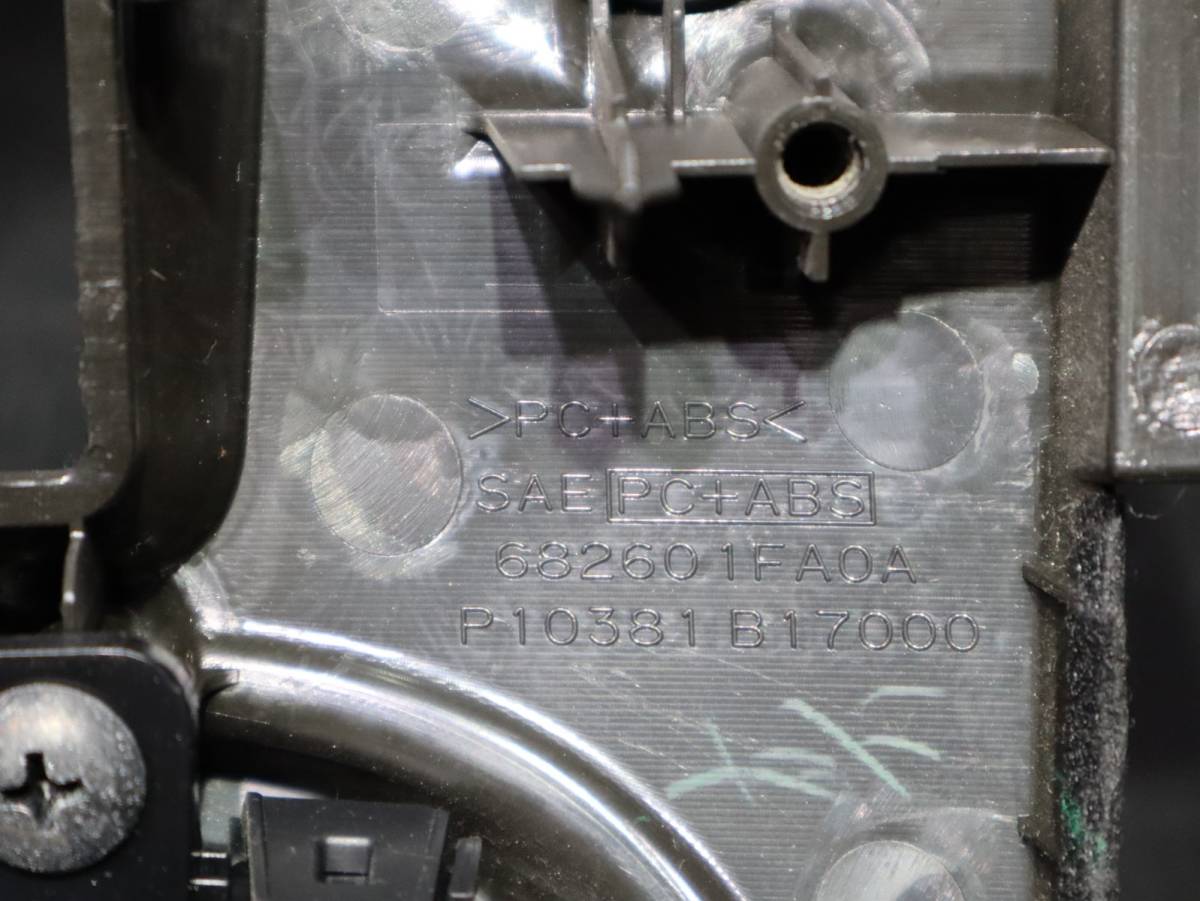 >PC+ABS<
SAE PC+ABS
682601FA0A
P10381 B17000